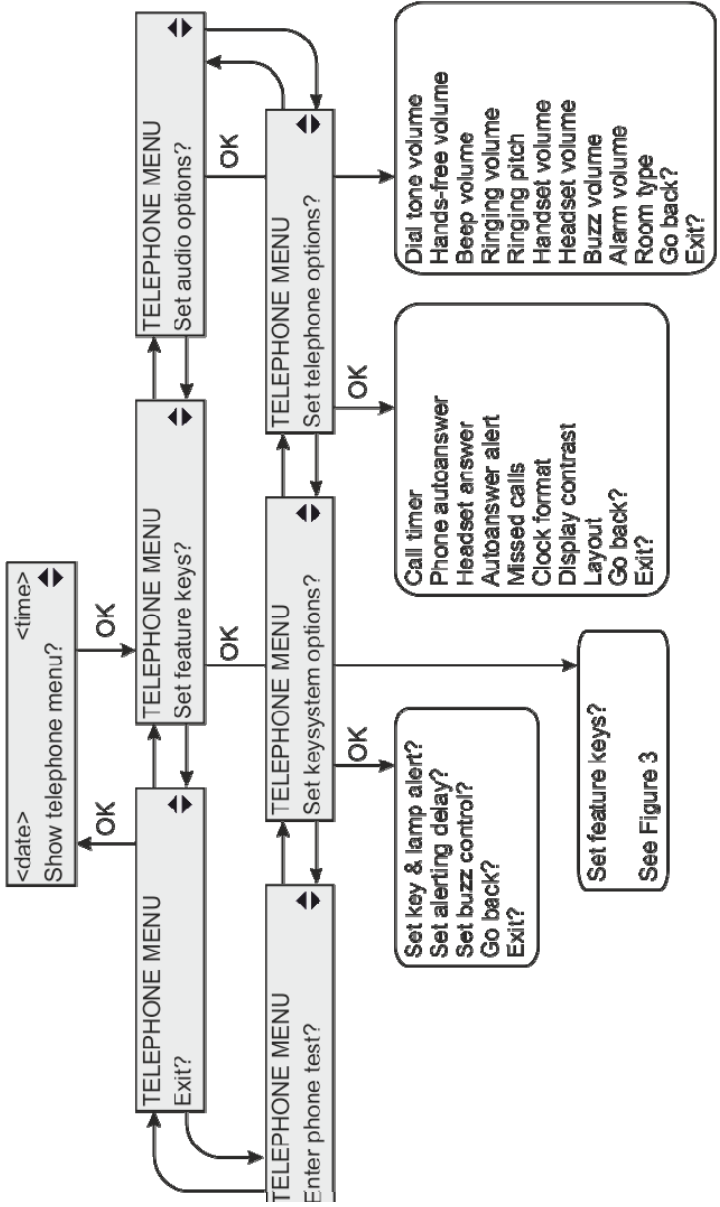 <date> <time>
Show telephone menu?
OK
OK
TELEPHONE MENU
Exit?
TELEPHONE MENU
Set feature keys?
TELEPHONE MENU
Set audio options?
OK
OK
TELEPHONE MENU
Enter phone test?
TELEPHONE MENU
Set keysystem options?
TELEPHONE MENU
Set telephone options?
OK
OK
Set key & lamp alert?
Set alerting delay?
Set buzz control?
Go back?
Exit?
Call timer
Phone autoanswer
Headset answer
Autoanswer alert
Missed calls
Clock format
Display contrast
Layout
Go back?
Exit?
Dial tone volume
Hands-free volume
Beep volume
Ringing volume
Ringing pitch
Handset volume
Headset volume
Buzz volume
Alarm volume
Room type
Go back?
Exit?
Set feature keys?
See Figure 3